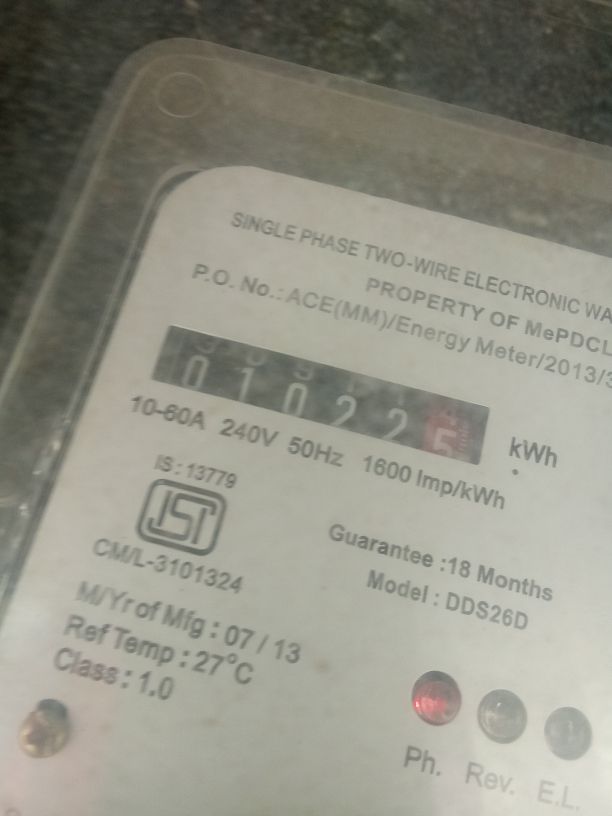 SINGLE PHASE TWO-WIRE ELECTRONIC WA
PROPERTY OF MePDCL
P.O. No.: ACE(MM)/Energy Meter/2013/3
010225 kWh
10-60A 240V 50Hz 1600 Imp/kWh
IS : 13779
ISI
CM/L-3101324
Guarantee :18 Months
Model : DDS26D
M/Yr of Mfg : 07 / 13
Ref Temp : 27°C
Class : 1.0
Ph. Rev. E.L.